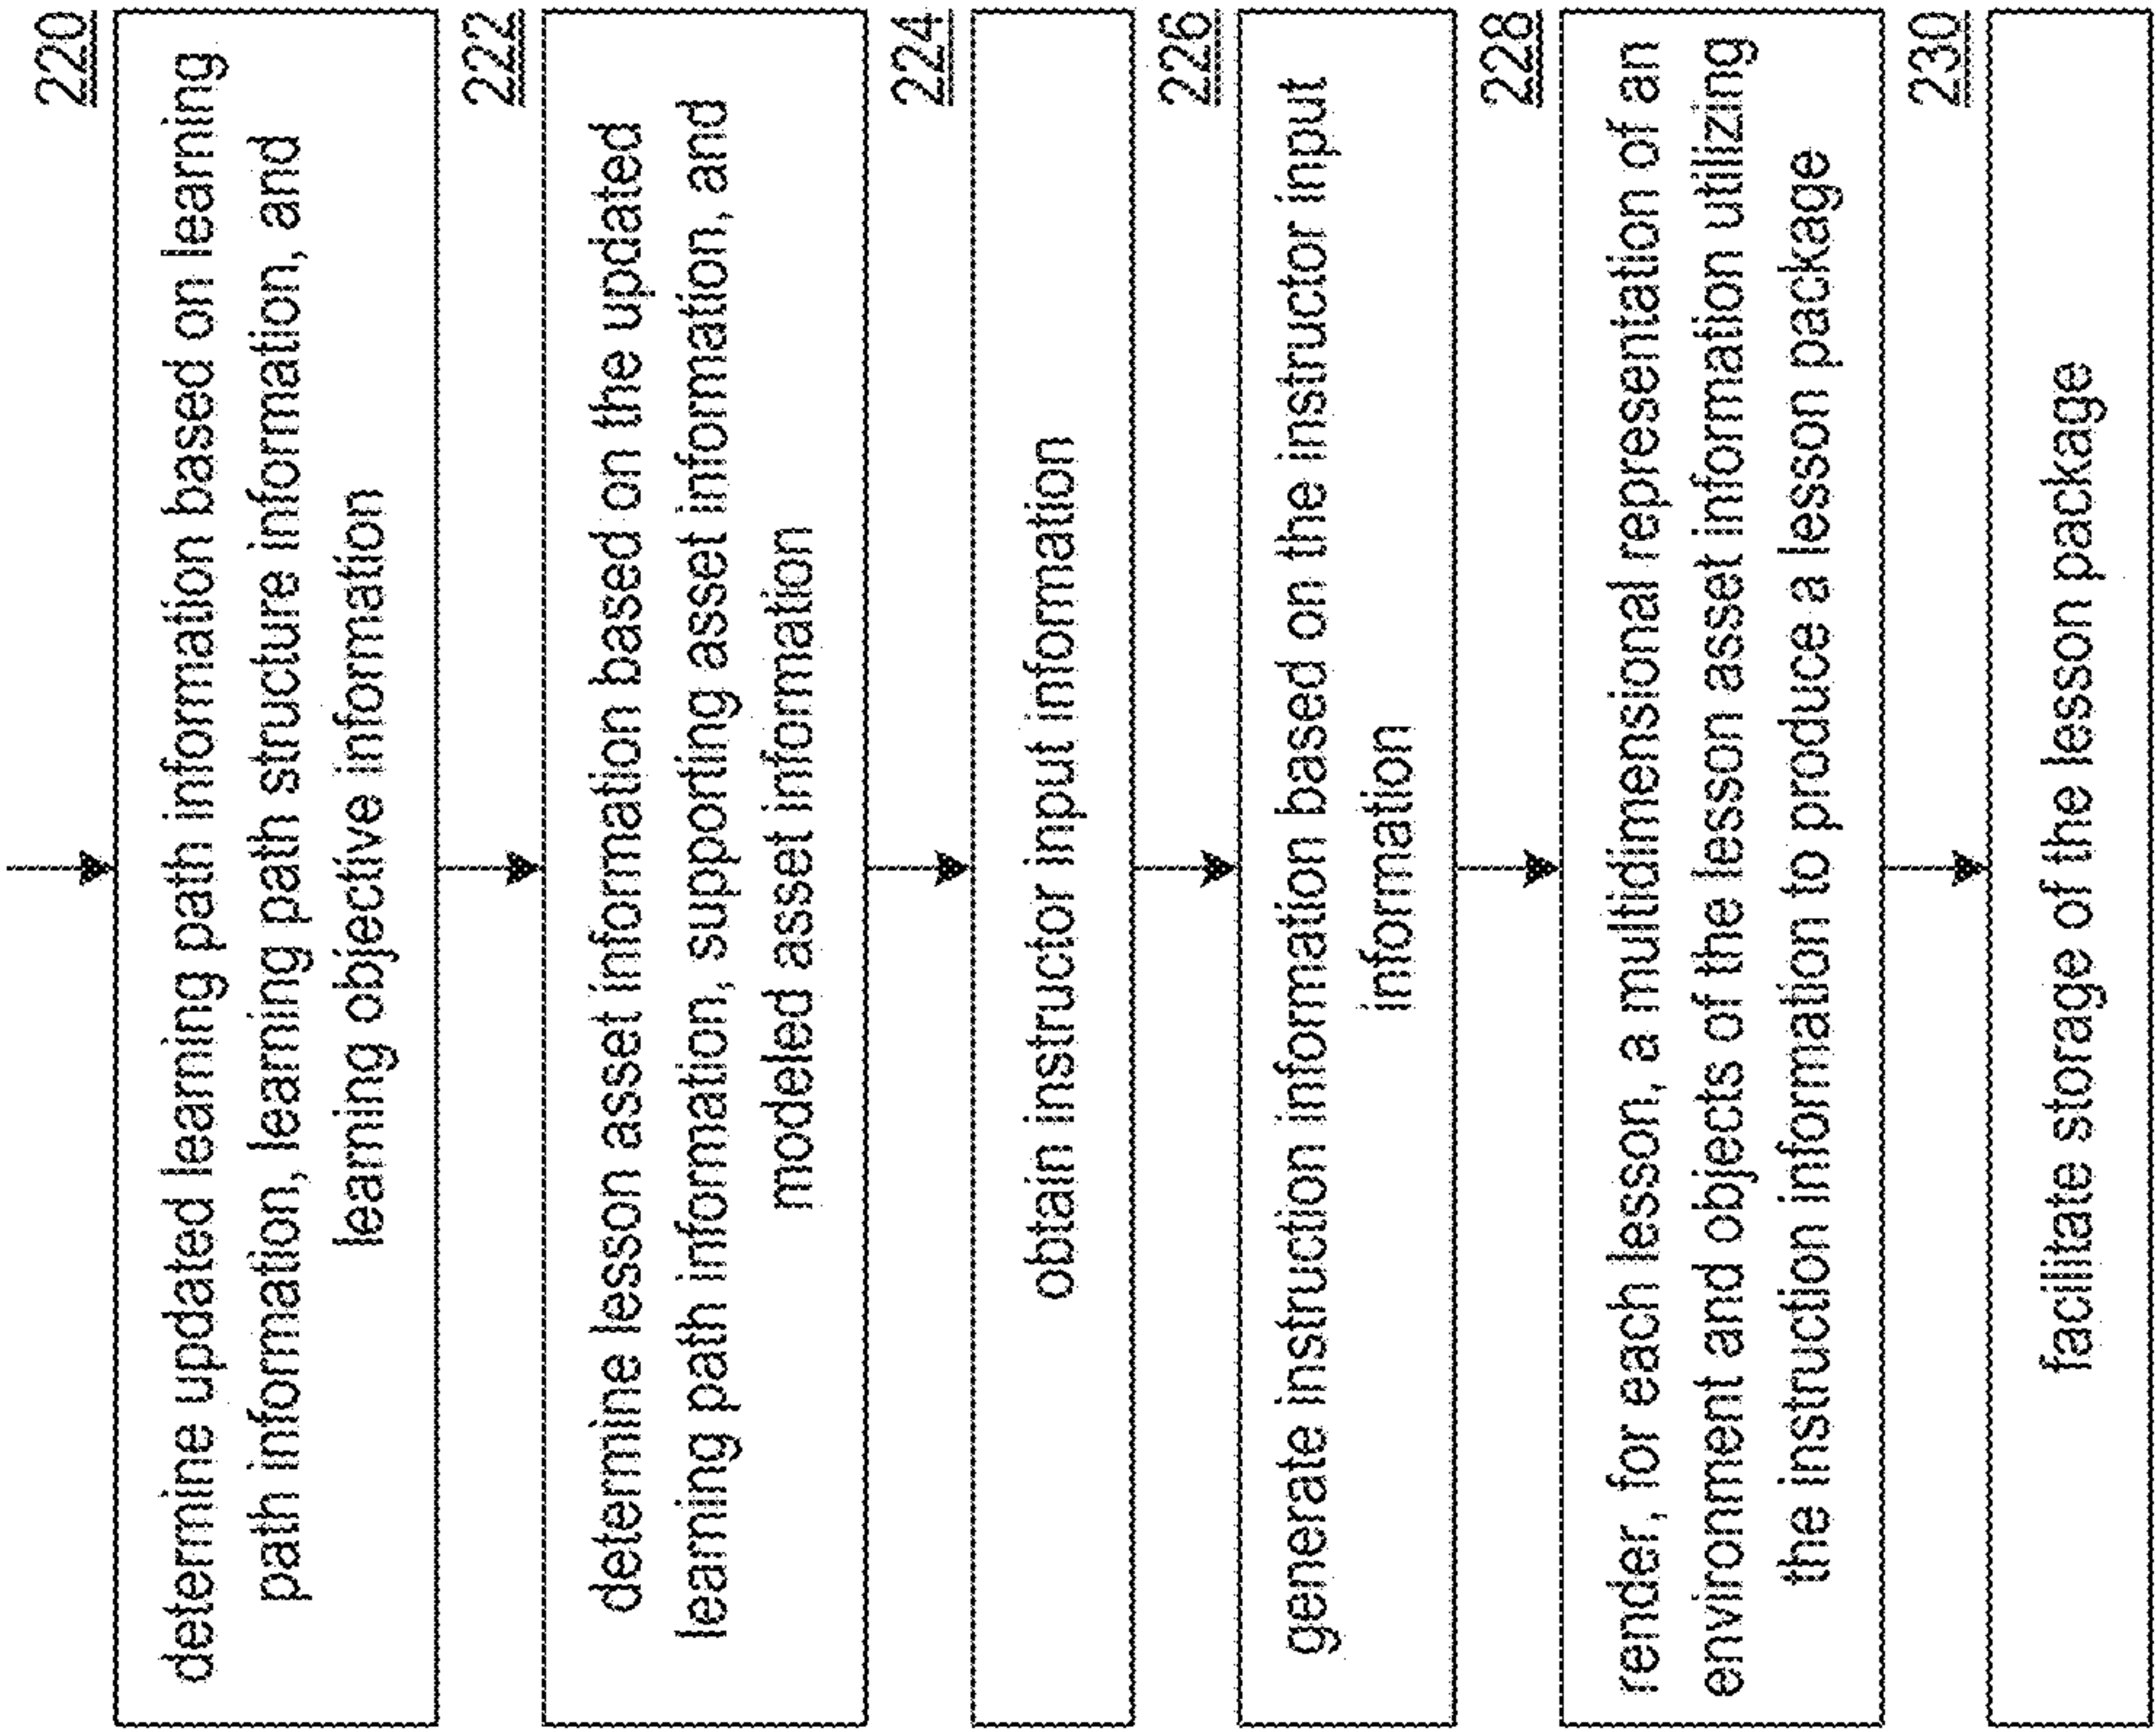 220
determine updated learning path information based on learning
path information, learning path structure information, and
learning objective information
222
determine lesson asset information based on the updated
learning path information, supporting asset information, and
modeled asset information
224
obtain instructor input information
226
generate instruction information based on the instructor input
information
228
render, for each lesson, a multidimensional representation of an
environment and objects of the lesson asset information utilizing
the instruction information to produce a lesson package
230
facilitate storage of the lesson package